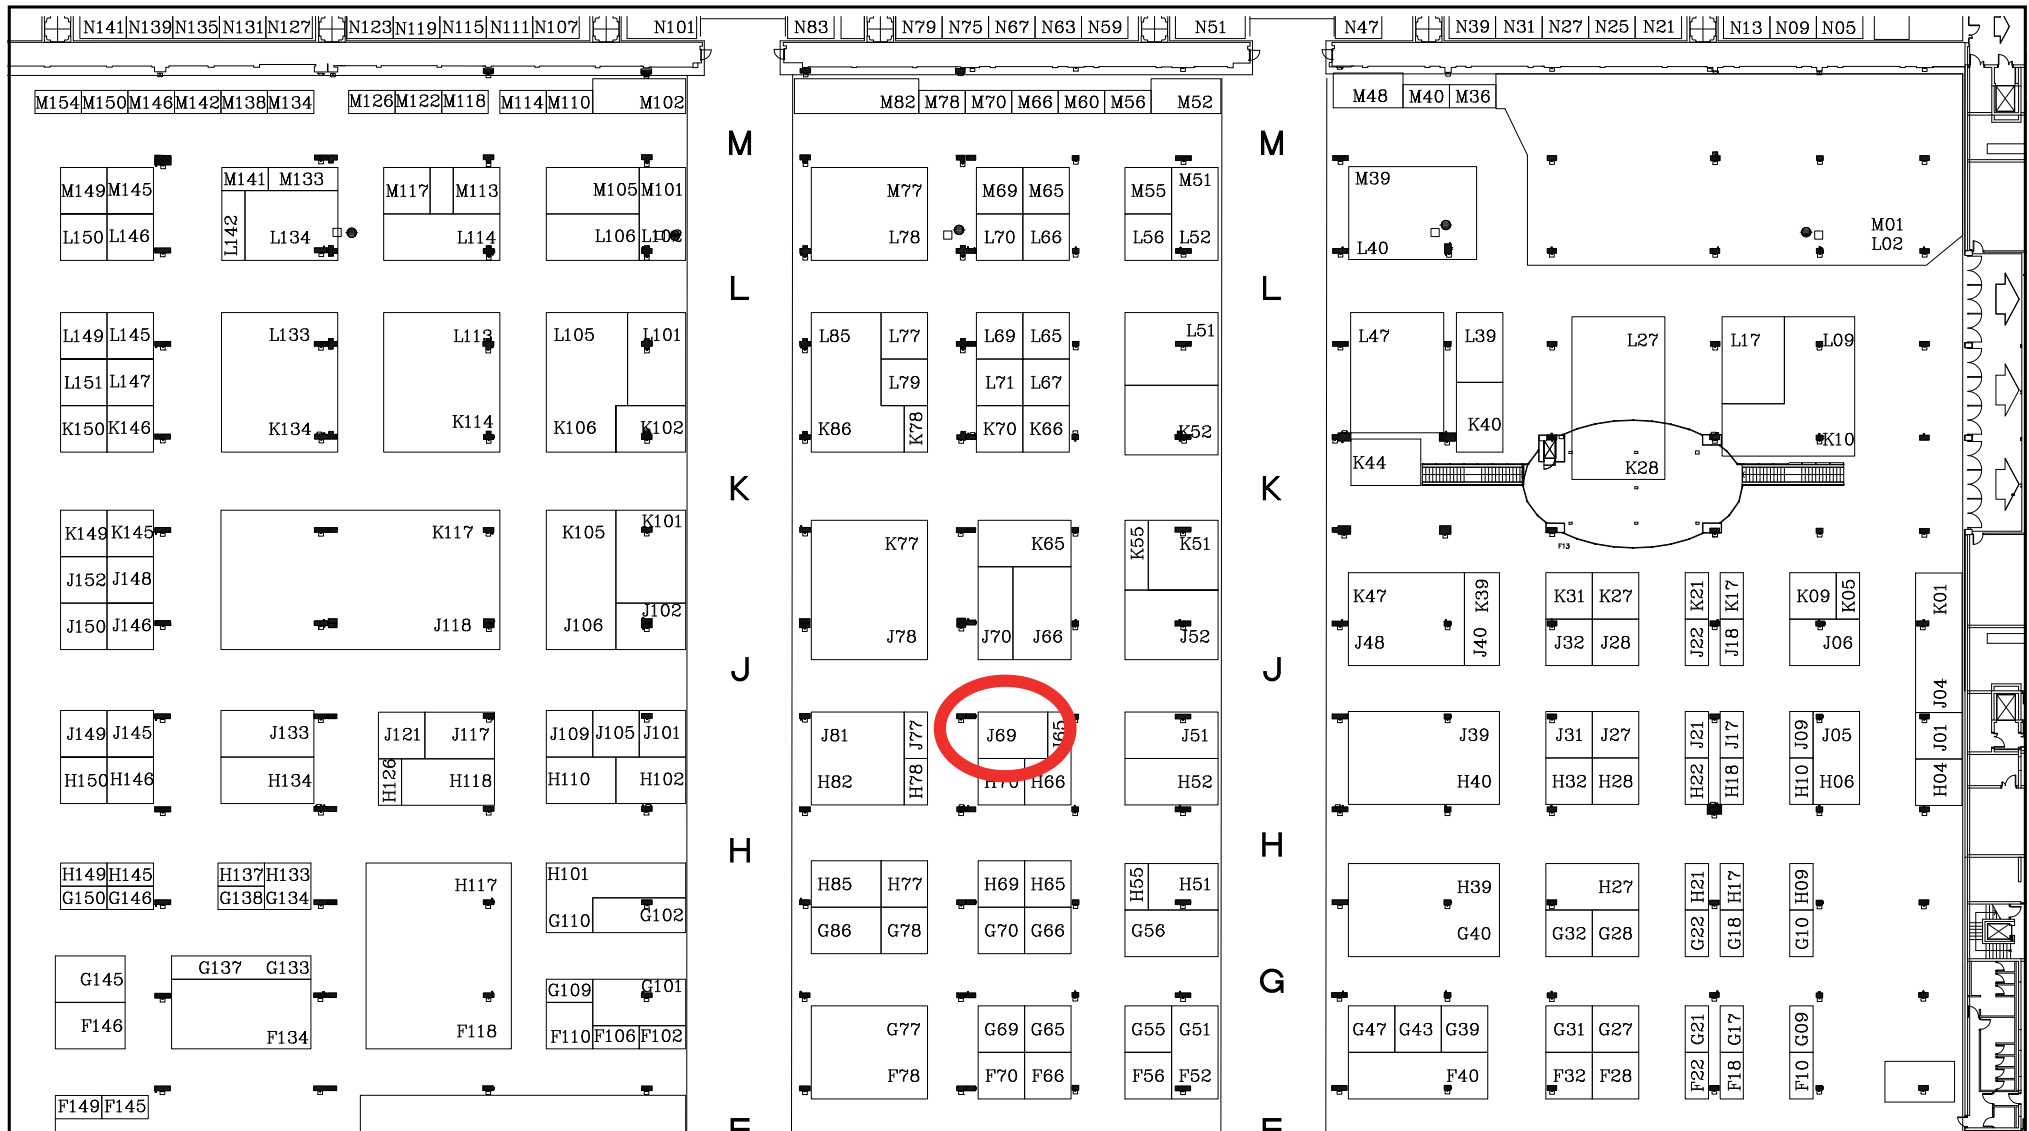 N141 N139 N135 N131 N127 N123 N119 N115 N111 N107 N101 N83 N79 N75 N67 N63 N59 N51 N47 N39 N31 N27 N25 N21 N13 N09 N05
M154 M150 M146 M142 M138 M134 M126 M122 M118 M114 M110 M102 M82 M78 M70 M66 M60 M56 M52 M48 M40 M36
M M
M149 M145 M141 M133 M117 M113 M105 M101 M77 M69 M65 M55 M51 M39
L150 L146 L142 L134 L114 L106 L102 L78 L70 L66 L56 L52 L40 M01
L02
L L
L149 L145 L133 L113 L105 L101 L85 L77 L69 L65 L51 L47 L39 L27 L17 L09
L151 L147 L79 L71 L67
K150 K146 K134 K114 K106 K102 K86 K78 K70 K66 K52 K40 K10
K44 K28
K K
K149 K145 K117 K105 K101 K77 K65 K55 K51
F13
J152 J148 K47 K39 K31 K27 K21 K17 K09 K05 K01
J150 J146 J118 J106 J102 J78 J70 J66 J52 J48 J40 J32 J28 J22 J18 J06 J04
J J
J149 J145 J133 J121 J117 J109 J105 J101 J81 J77 J69 J65 J51 J39 J31 J27 J21 J17 J09 J05 J01
H150 H146 H134 H126 H118 H110 H102 H82 H78 H70 H66 H52 H40 H32 H28 H22 H18 H10 H06 H04
H H
H149 H145 H137 H133 H117 H101 H85 H77 H69 H65 H55 H51 H39 H27 H21 H17 H09
G150 G146 G138 G134 G110 G102 G86 G78 G70 G66 G56 G40 G32 G28 G22 G18 G10
G
G145 G137 G133 G109 G101
F146 F134 F118 F110 F106 F102 G77 G69 G65 G55 G51 G47 G43 G39 G31 G27 G21 G17 G09
F78 F70 F66 F56 F52 F40 F32 F28 F22 F18 F10
F149 F145